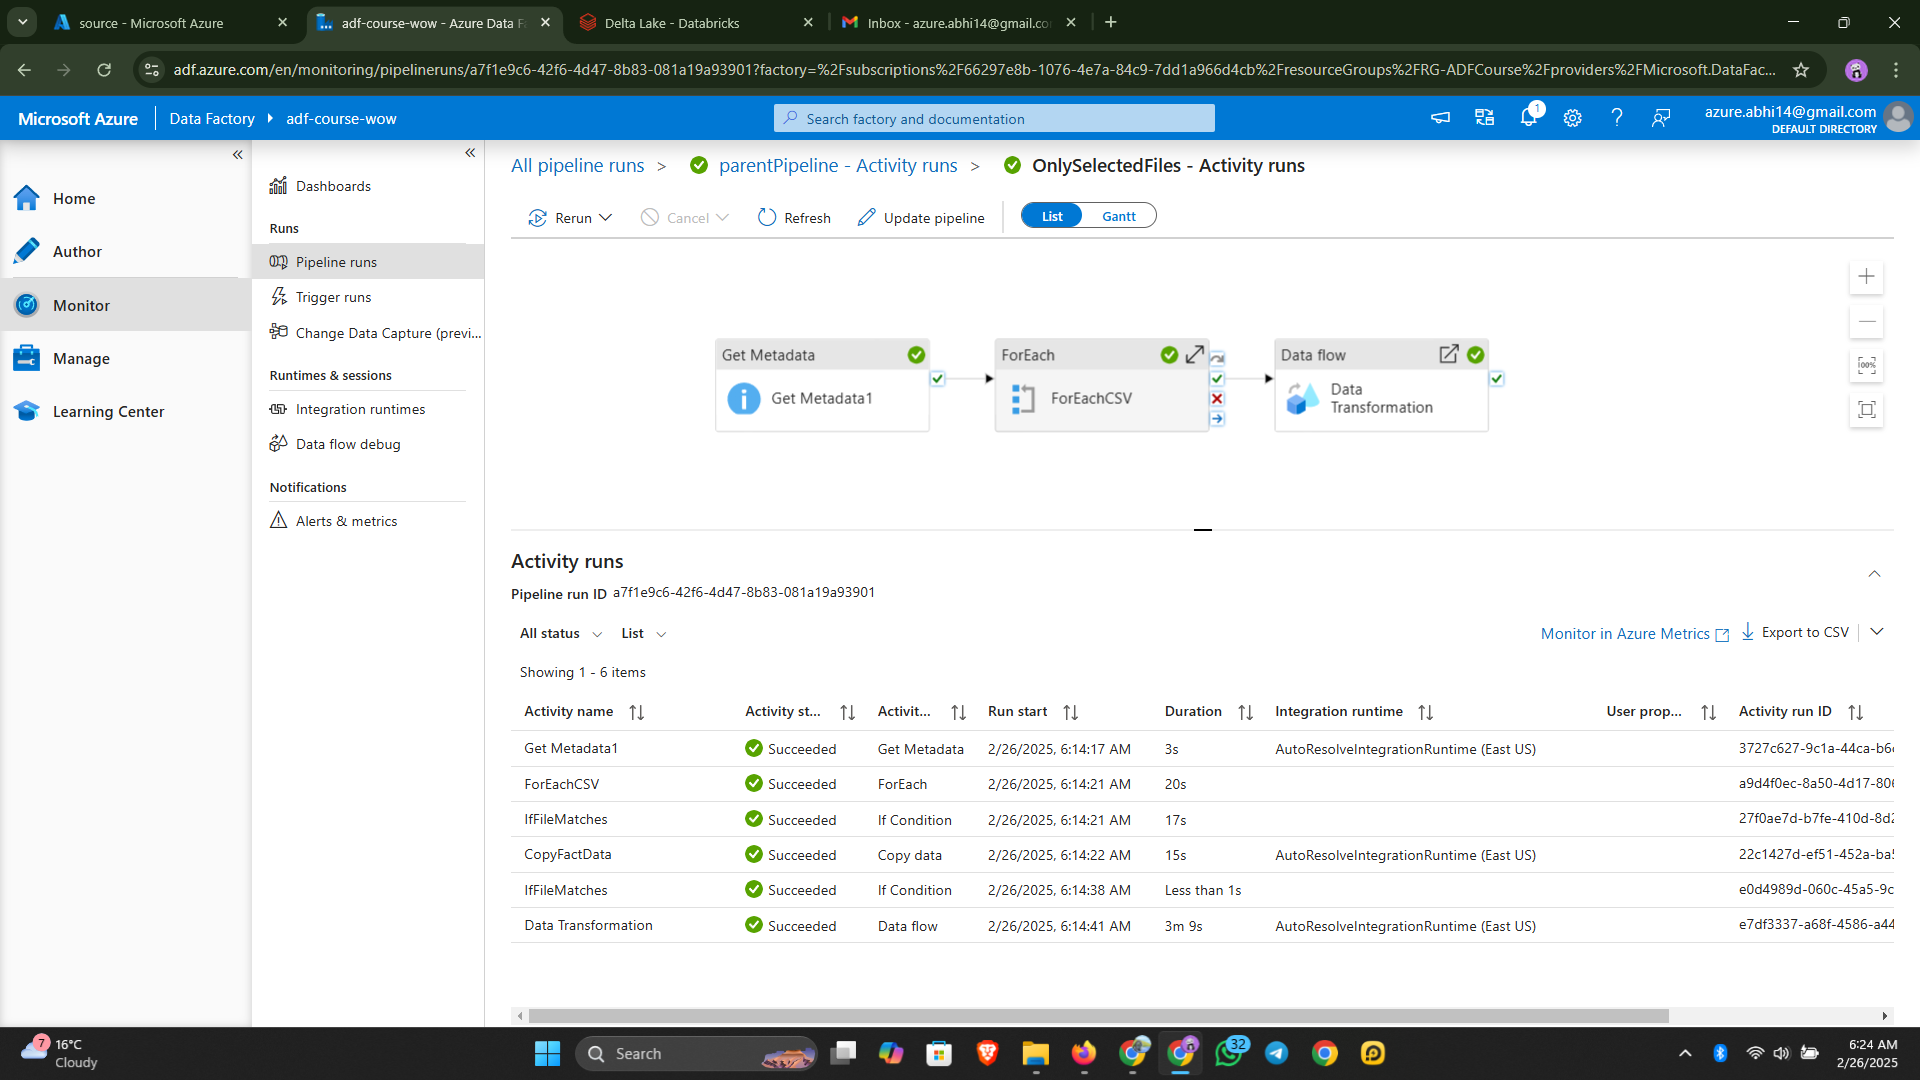 source - Microsoft Azure
adf-course-wow - Azure Data F
Delta Lake - Databricks
Inbox - azure.abhi14@gmail.co
adf.azure.com/en/monitoring/pipelineruns/a7f1e9c6-42f6-4d47-8b83-081a19a93901?factory=%2Fsubscriptions%2F66297e8b-1076-4e7a-84c9-7dd1a966d4cb%2FresourceGroups%2FRG-ADFCourse%2Fproviders%2FMicrosoft.DataFac...
Microsoft Azure
Data Factory
adf-course-wow
Search factory and documentation
1
azure.abhi14@gmail.com
DEFAULT DIRECTORY
Home
Author
Monitor
Manage
Learning Center
Dashboards
Runs
Pipeline runs
Trigger runs
Change Data Capture (previ...
Runtimes & sessions
Integration runtimes
Data flow debug
Notifications
Alerts & metrics
All pipeline runs > parentPipeline - Activity runs > OnlySelectedFiles - Activity runs
Rerun Cancel Refresh Update pipeline List Gantt
100%
Get Metadata
Get Metadata1
ForEach
ForEachCSV
Data flow
Data
Transformation
Activity runs
Pipeline run ID a7f1e9c6-42f6-4d47-8b83-081a19a93901
All status List
Monitor in Azure Metrics Export to CSV
Showing 1 - 6 items
Activity name Activity st... Activit... Run start Duration Integration runtime User prop... Activity run ID
Get Metadata1 Succeeded Get Metadata 2/26/2025, 6:14:17 AM 3s AutoResolveIntegrationRuntime (East US) 3727c627-9c1a-44ca-b6
ForEachCSV Succeeded ForEach 2/26/2025, 6:14:21 AM 20s a9d4f0ec-8a50-4d17-806
IfFileMatches Succeeded If Condition 2/26/2025, 6:14:21 AM 17s 27f0ae7d-b7fe-410d-8d2
CopyFactData Succeeded Copy data 2/26/2025, 6:14:22 AM 15s AutoResolveIntegrationRuntime (East US) 22c1427d-ef51-452a-ba5
IfFileMatches Succeeded If Condition 2/26/2025, 6:14:38 AM Less than 1s e0d4989d-060c-45a5-9c
Data Transformation Succeeded Data flow 2/26/2025, 6:14:41 AM 3m 9s AutoResolveIntegrationRuntime (East US) e7df3337-a68f-4586-a44
7
16°C
Cloudy
Search
32
6:24 AM
2/26/2025